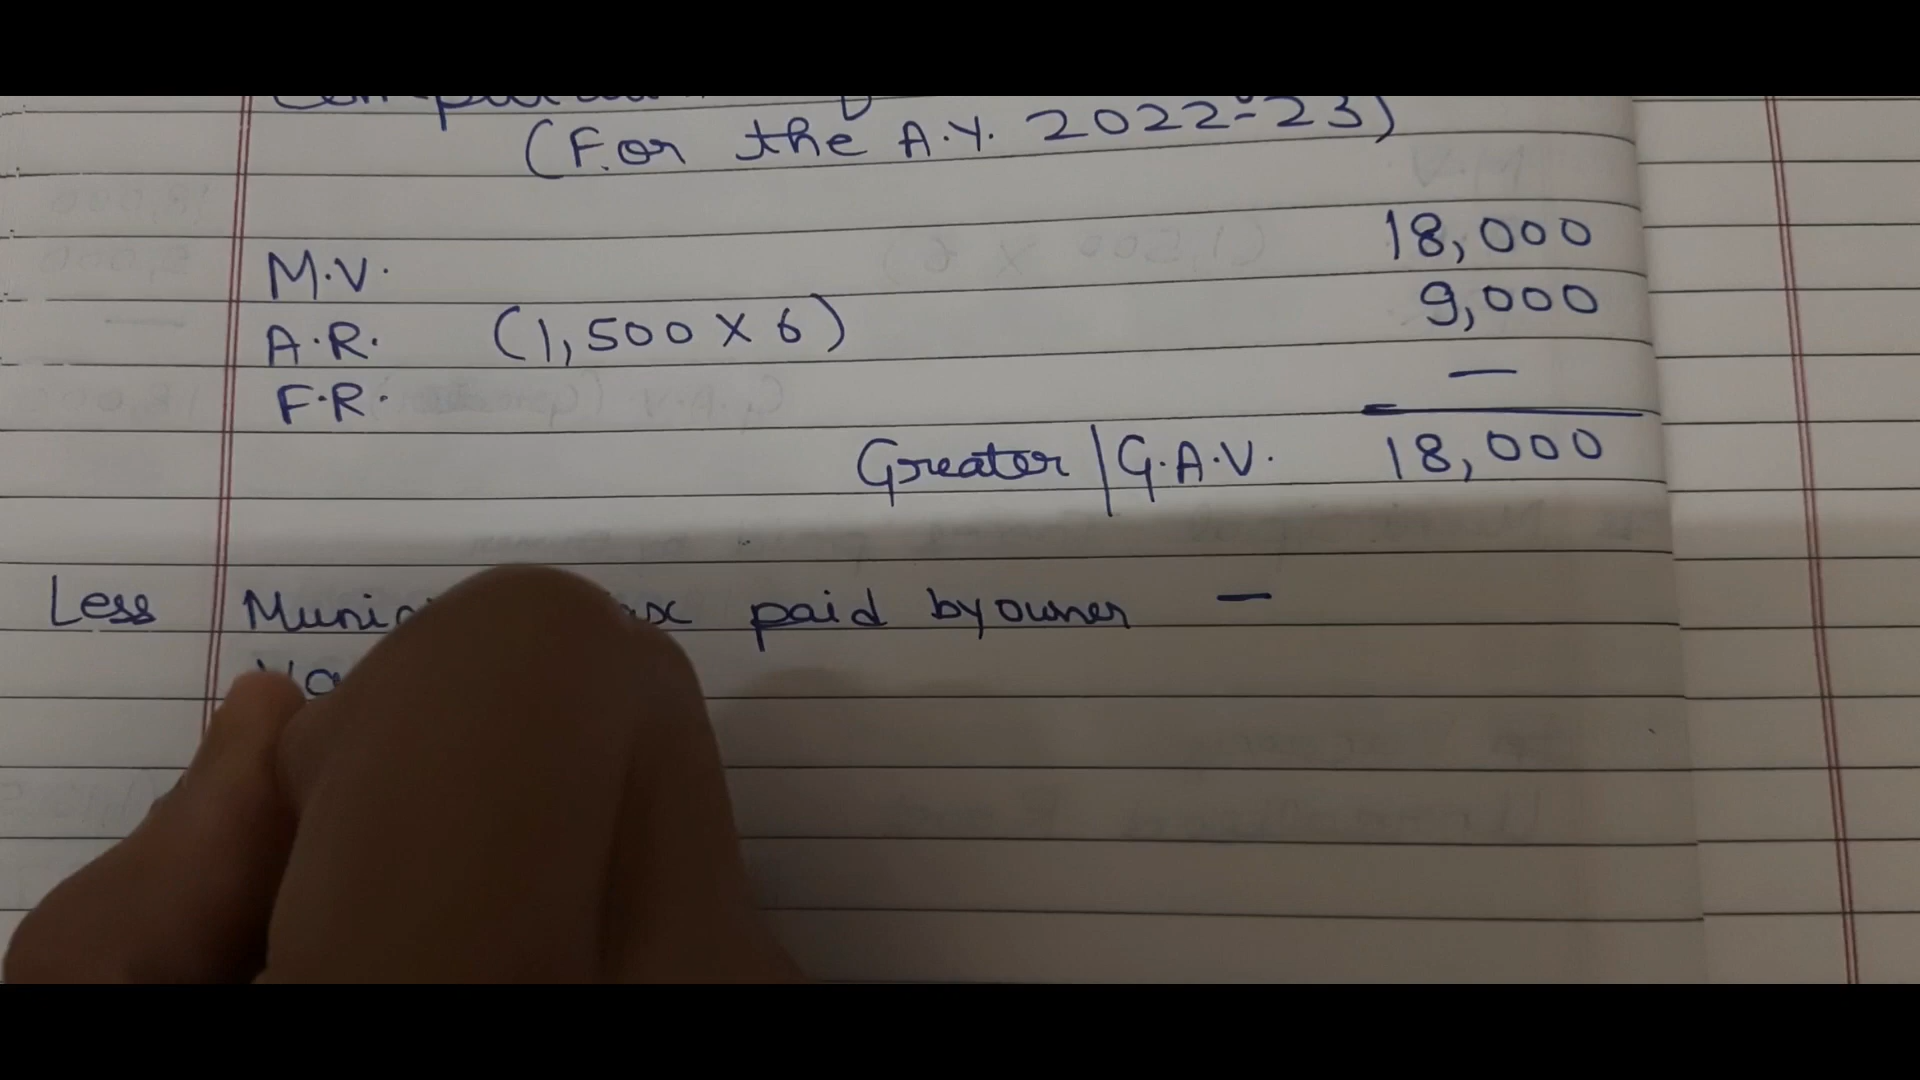 (For the A.Y. 2022-23)
M.V. 18,000
A.R. (1,500 X 6) 9,000
F.R. —
Greater | G.A.V. 18,000
Less paid by owner —